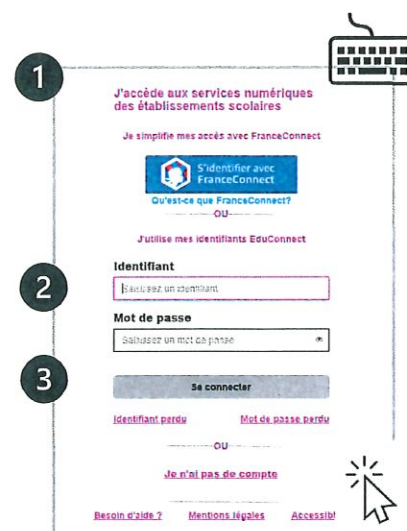 1
J'accède aux services numériques
des établissements scolaires
Je simplifie mes accès avec FranceConnect
S'identifier avec
FranceConnect
Qu'est-ce que FranceConnect?
OU
J'utilise mes identifiants EduConnect
Identifiant
2
Saisissez un identifiant
Mot de passe
Saisissez un mot de passe
3
Se connecter
Identifiant perdu Mot de passe perdu
OU
Je n'ai pas de compte
Besoin d'aide ? Mentions légales Accessibl